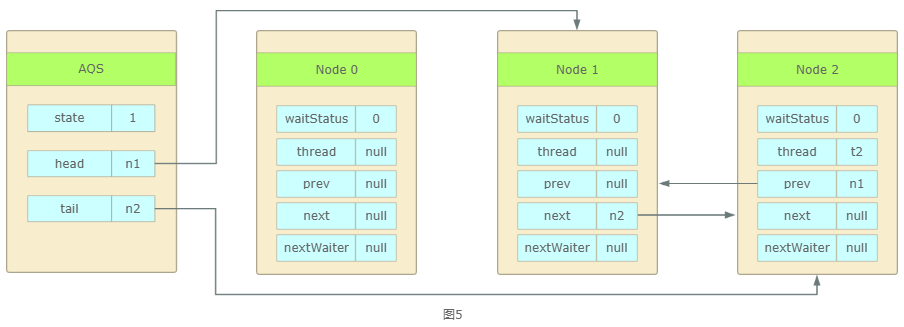 AQS
state 1
head n1
tail n2
Node 0
waitStatus 0
thread null
prev null
next null
nextWaiter null
Node 1
waitStatus 0
thread null
prev null
next n2
nextWaiter null
Node 2
waitStatus 0
thread t2
prev n1
next null
nextWaiter null
图5